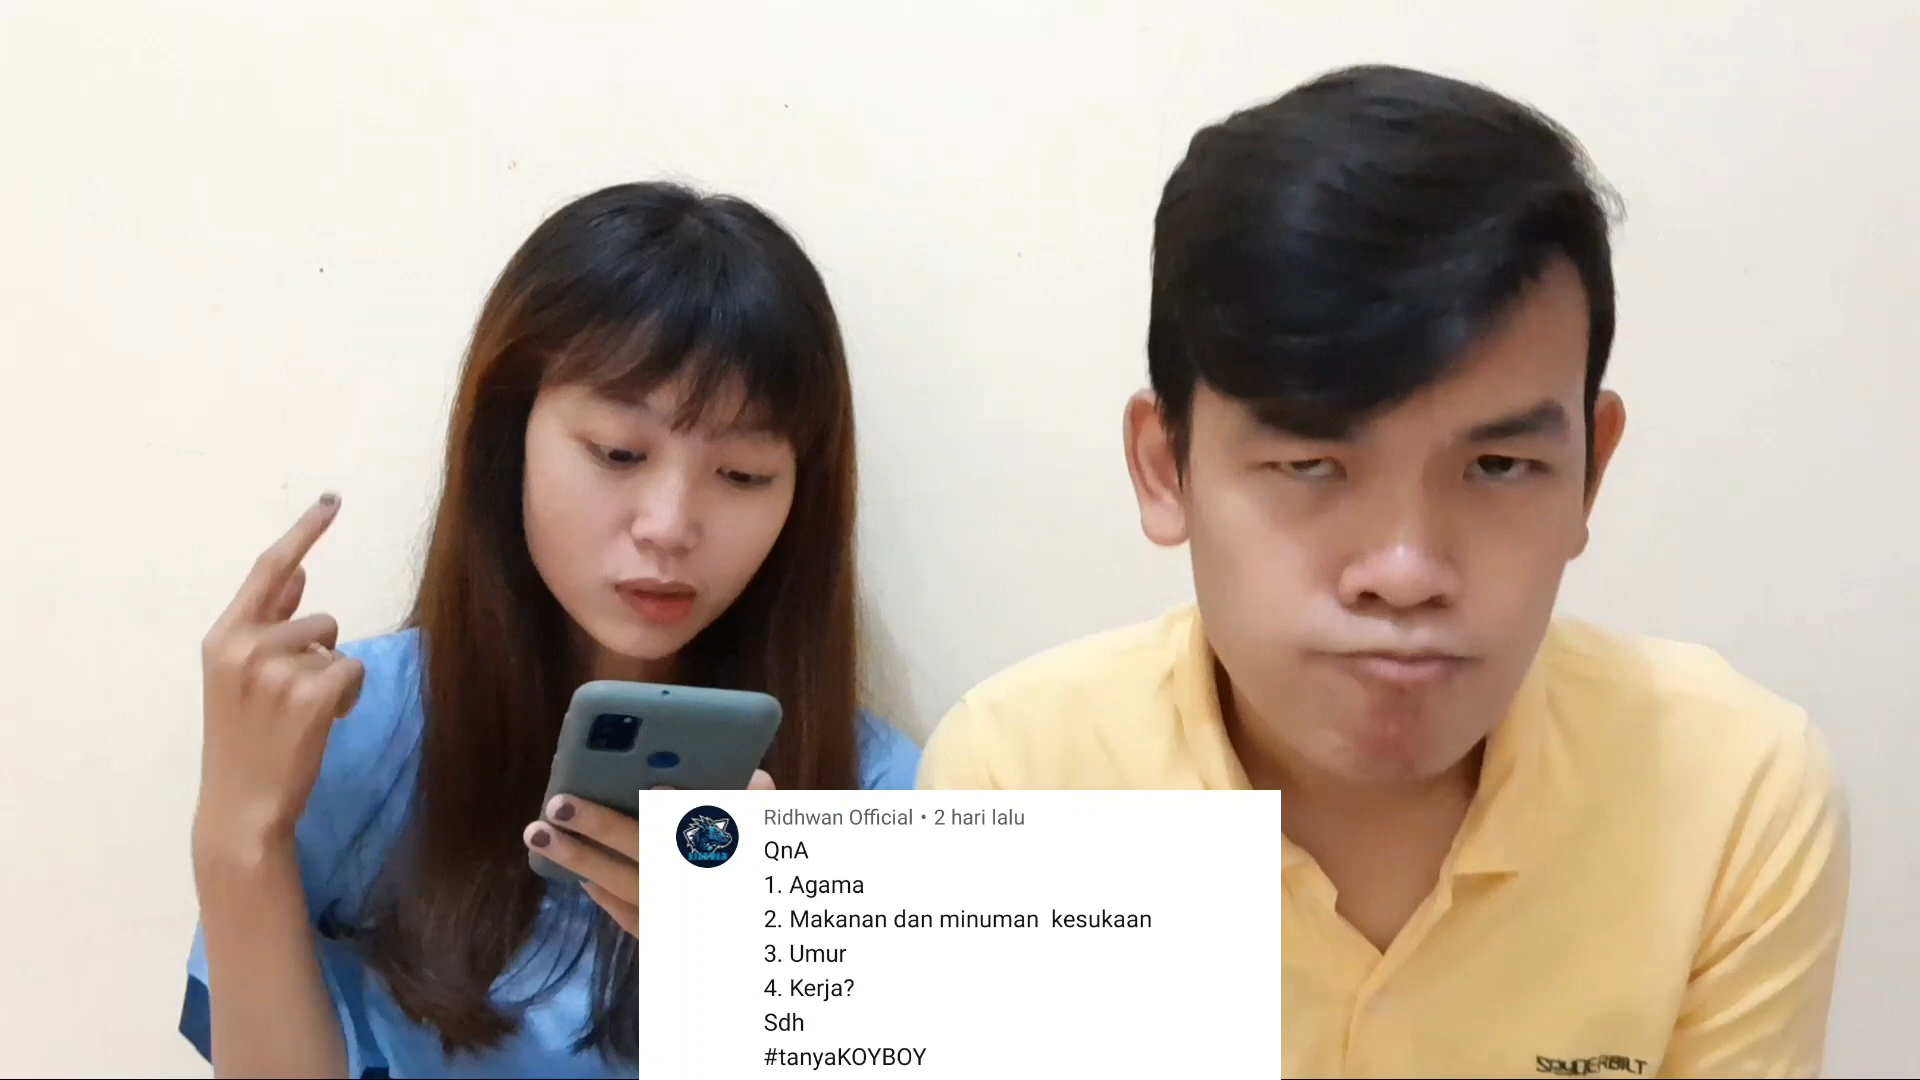 Ridhwan Official • 2 hari lalu
QnA
1. Agama
2. Makanan dan minuman  kesukaan
3. Umur
4. Kerja?
Sdh
#tanyaKOYBOY
SPYDERBILT